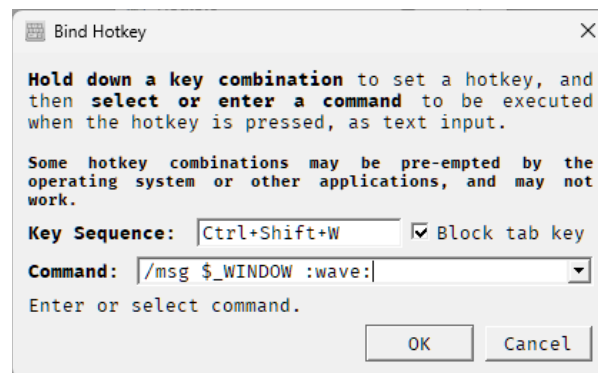 Bind Hotkey
Hold down a key combination to set a hotkey, and
then select or enter a command to be executed
when the hotkey is pressed, as text input.
Some hotkey combinations may be pre-empted by the
operating system or other applications, and may not
work.
Key Sequence: Ctrl+Shift+W Block tab key
Command: /msg $_WINDOW :wave:
Enter or select command.
OK Cancel